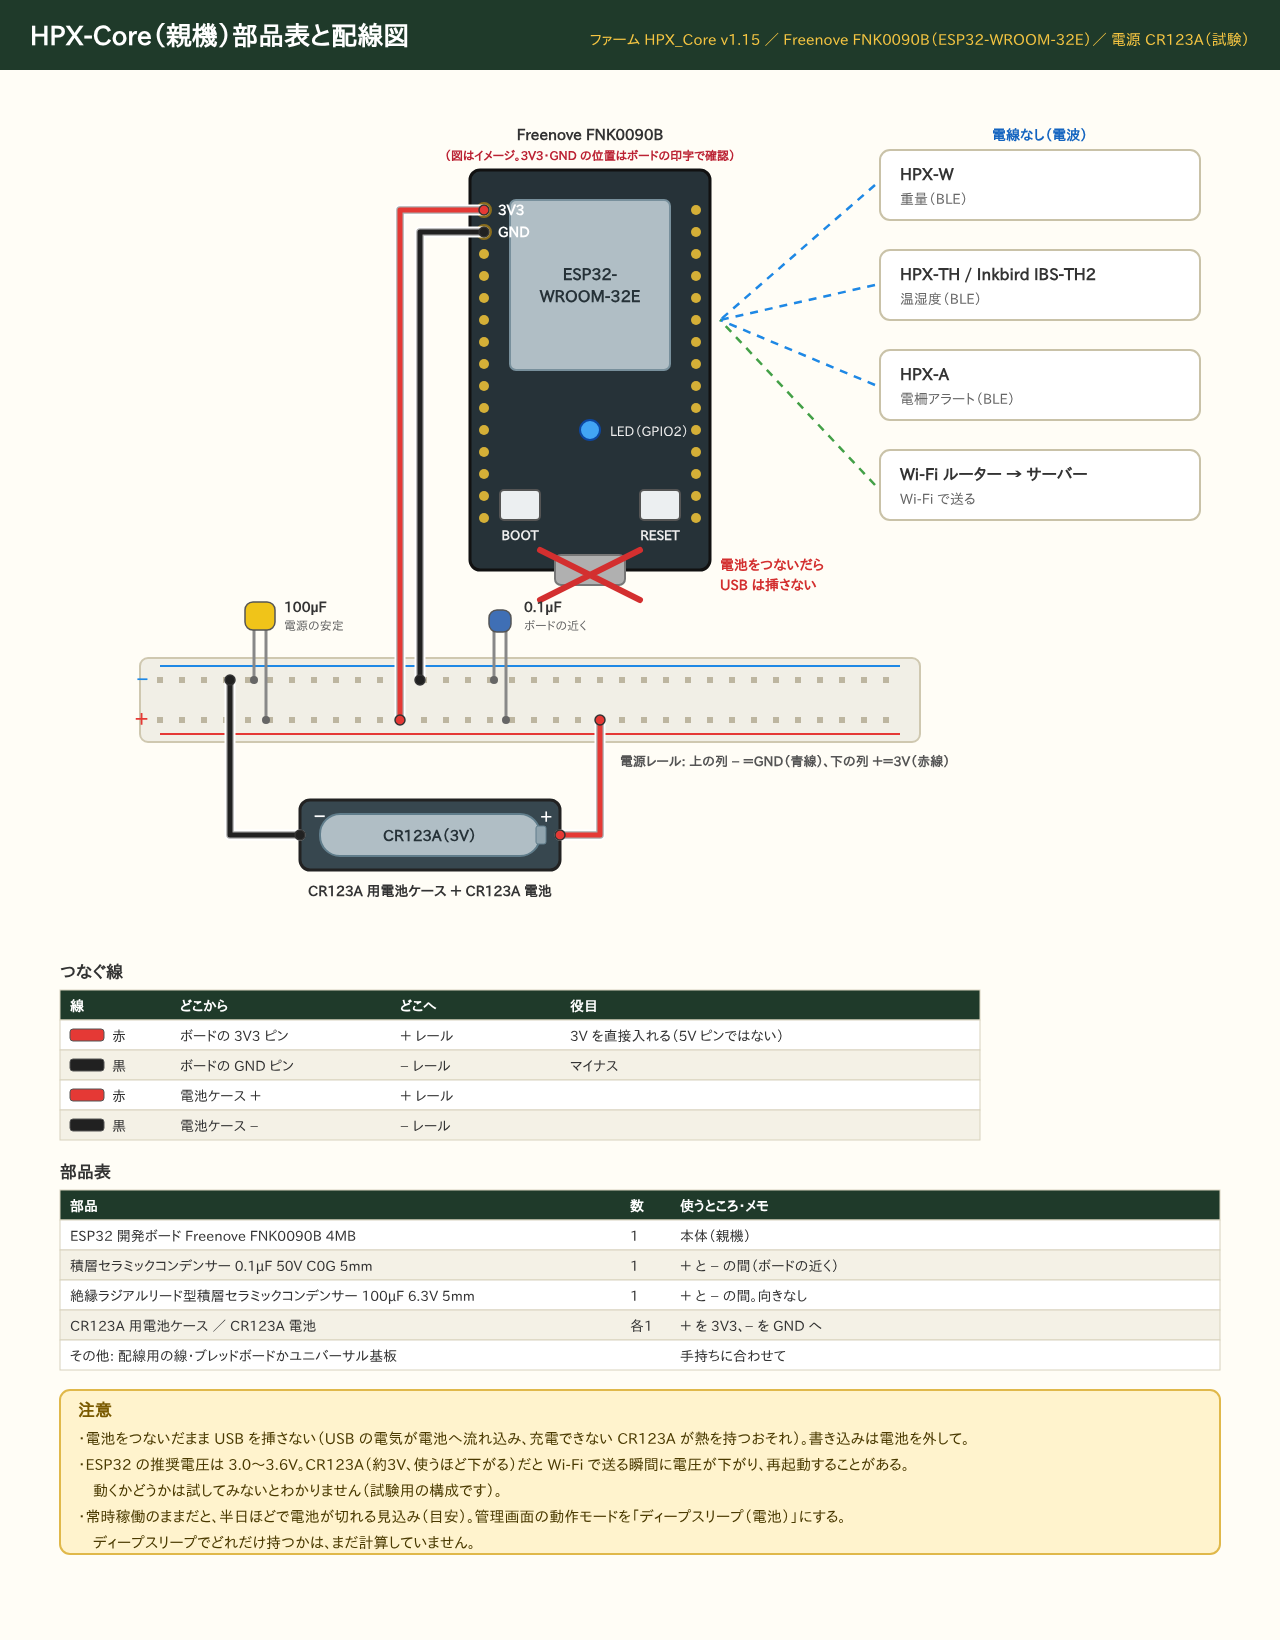 HPX-Core（親機）部品表と配線図
ファーム HPX_Core v1.15 ／ Freenove FNK0090B（ESP32-WROOM-32E）／ 電源 CR123A（試験）
Freenove FNK0090B
（図はイメージ。3V3・GND の位置はボードの印字で確認）
3V3
GND
ESP32-
WROOM-32E
LED（GPIO2）
BOOT
RESET
電線なし（電波）
HPX-W
重量（BLE）
HPX-TH / Inkbird IBS-TH2
温湿度（BLE）
HPX-A
電柵アラート（BLE）
Wi-Fi ルーター → サーバー
Wi-Fi で送る
電池をつないだら
USB は挿さない
100µF
電源の安定
0.1µF
ボードの近く
−
+
電源レール: 上の列 − =GND（青線）、下の列 +=3V（赤線）
−
+
CR123A（3V）
CR123A 用電池ケース + CR123A 電池
つなぐ線
線 どこから どこへ 役目
赤 ボードの 3V3 ピン + レール 3V を直接入れる（5V ピンではない）
黒 ボードの GND ピン − レール マイナス
赤 電池ケース + + レール
黒 電池ケース − − レール
部品表
部品 数 使うところ・メモ
ESP32 開発ボード Freenove FNK0090B 4MB 1 本体（親機）
積層セラミックコンデンサー 0.1µF 50V C0G 5mm 1 + と − の間（ボードの近く）
絶縁ラジアルリード型積層セラミックコンデンサー 100µF 6.3V 5mm 1 + と − の間。向きなし
CR123A 用電池ケース ／ CR123A 電池 各1 + を 3V3、− を GND へ
その他: 配線用の線・ブレッドボードかユニバーサル基板 手持ちに合わせて
注意
・電池をつないだまま USB を挿さない（USB の電気が電池へ流れ込み、充電できない CR123A が熱を持つおそれ）。書き込みは電池を外して。
・ESP32 の推奨電圧は 3.0〜3.6V。CR123A（約3V、使うほど下がる）だと Wi-Fi で送る瞬間に電圧が下がり、再起動することがある。
動くかどうかは試してみないとわかりません（試験用の構成です）。
・常時稼働のままだと、半日ほどで電池が切れる見込み（目安）。管理画面の動作モードを「ディープスリープ（電池）」にする。
ディープスリープでどれだけ持つかは、まだ計算していません。